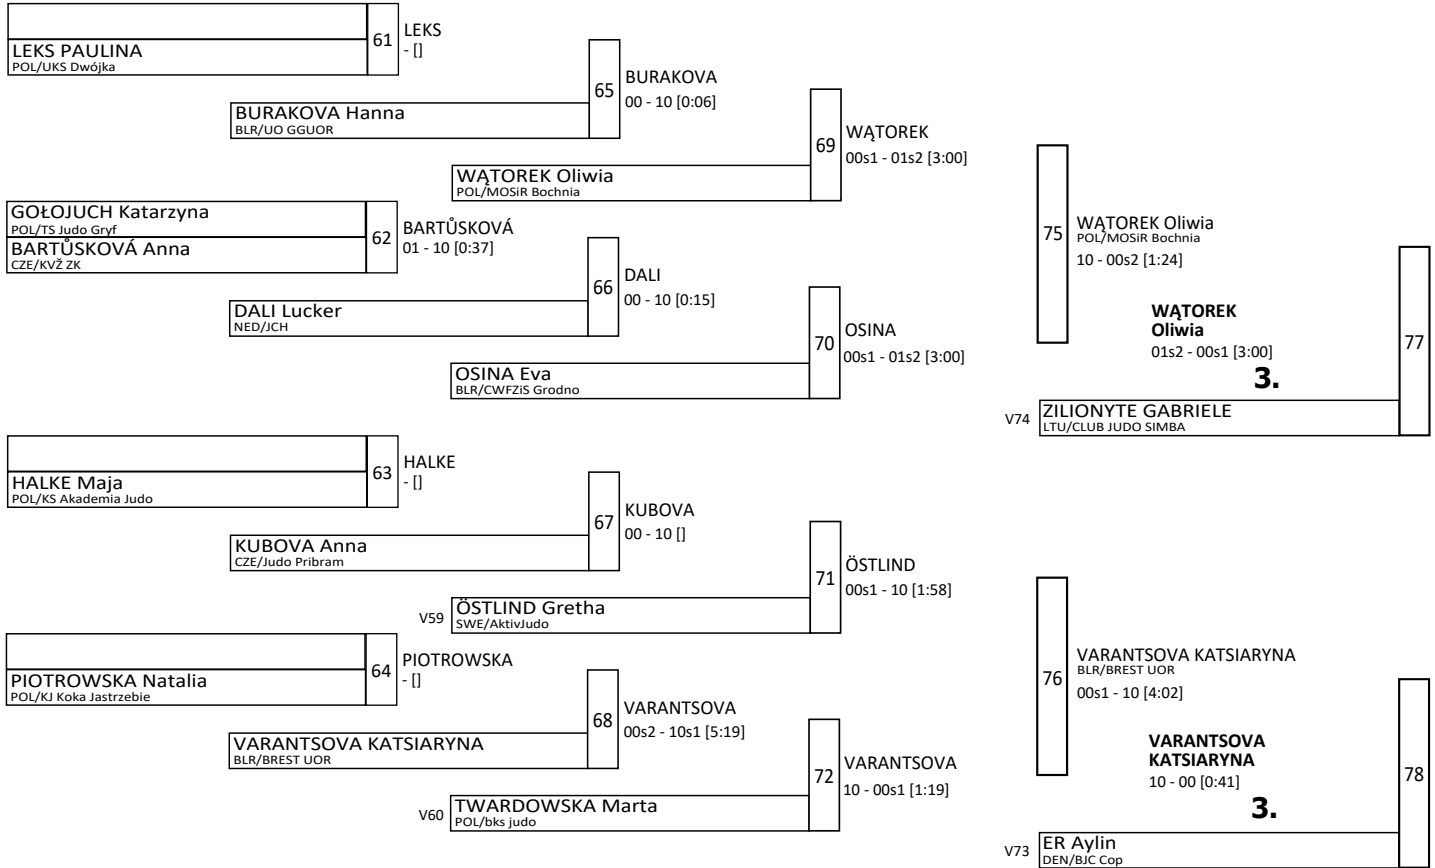 61
LEKS
- []
LEKS PAULINA
POL/UKS Dwójka
65
BURAKOVA
00 - 10 [0:06]
BURAKOVA Hanna
BLR/UO GGUOR
69
WĄTOREK
00s1 - 01s2 [3:00]
WĄTOREK Oliwia
POL/MOSiR Bochnia
GOŁOJUCH Katarzyna
POL/TS Judo Gryf
62
BARTŮSKOVÁ
01 - 10 [0:37]
BARTŮSKOVÁ Anna
CZE/KVŽ ZK
66
DALI
00 - 10 [0:15]
DALI Lucker
NED/JCH
70
OSINA
00s1 - 01s2 [3:00]
OSINA Eva
BLR/CWFZiS Grodno
75
WĄTOREK Oliwia
POL/MOSiR Bochnia
10 - 00s2 [1:24]
WĄTOREK
Oliwia
01s2 - 00s1 [3:00]
3.
77
V74
ZILIONYTE GABRIELE
LTU/CLUB JUDO SIMBA
63
HALKE
- []
HALKE Maja
POL/KS Akademia Judo
67
KUBOVA
00 - 10 []
KUBOVA Anna
CZE/Judo Pribram
71
ÖSTLIND
00s1 - 10 [1:58]
V59
ÖSTLIND Gretha
SWE/AktivJudo
64
PIOTROWSKA
- []
PIOTROWSKA Natalia
POL/KJ Koka Jastrzebie
68
VARANTSOVA
00s2 - 10s1 [5:19]
VARANTSOVA KATSIARYNA
BLR/BREST UOR
72
VARANTSOVA
10 - 00s1 [1:19]
V60
TWARDOWSKA Marta
POL/bks judo
76
VARANTSOVA KATSIARYNA
BLR/BREST UOR
00s1 - 10 [4:02]
VARANTSOVA
KATSIARYNA
10 - 00 [0:41]
3.
78
V73
ER Aylin
DEN/BJC Cop